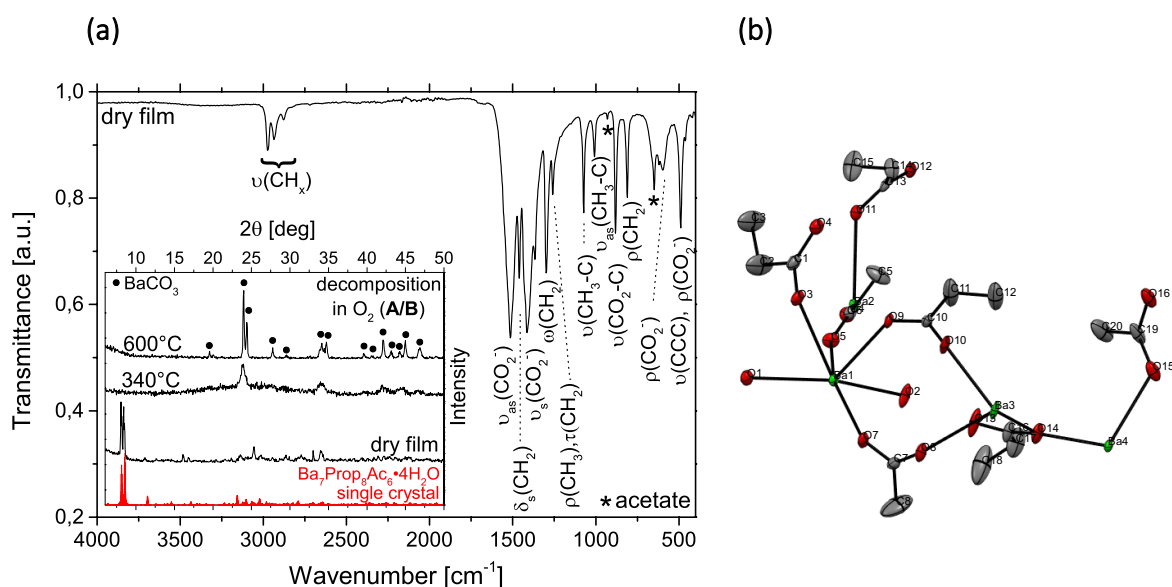 (a)
(b)
1,0
0,8
0,6
0,4
0,2
Transmittance [a.u.]
dry film
υ(CHₓ)
2θ [deg]
10 15 20 25 30 35 40 45 50
● BaCO₃
decomposition
in O₂ (A/B)
600°C
340°C
dry film
Ba₇Prop₈Ac₆•4H₂O
single crystal
Intensity
υₐₛ(CO₂⁻)
δₛ(CH₂)
υₛ(CO₂⁻)
ω(CH₂)
ρ(CH₃),τ(CH₂)
υ(CH₃-C)
υₐₛ(CH₃-C)
υ(CO₂-C)
ρ(CH₂)
ρ(CO₂⁻)
υ(CCC), ρ(CO₂⁻)
*
*
* acetate
4000 3500 3000 2500 2000 1500 1000 500
Wavenumber [cm⁻¹]
C15
C14
O12
C13
O11
C3
O4
C2
C1
C5
O3
Ba2
C11
C12
O16
O9
C10
C20
C19
O5
O10
O15
O1
Ba1
O2
Ba3
O14
Ba4
O7
O8
C7
C18
C8